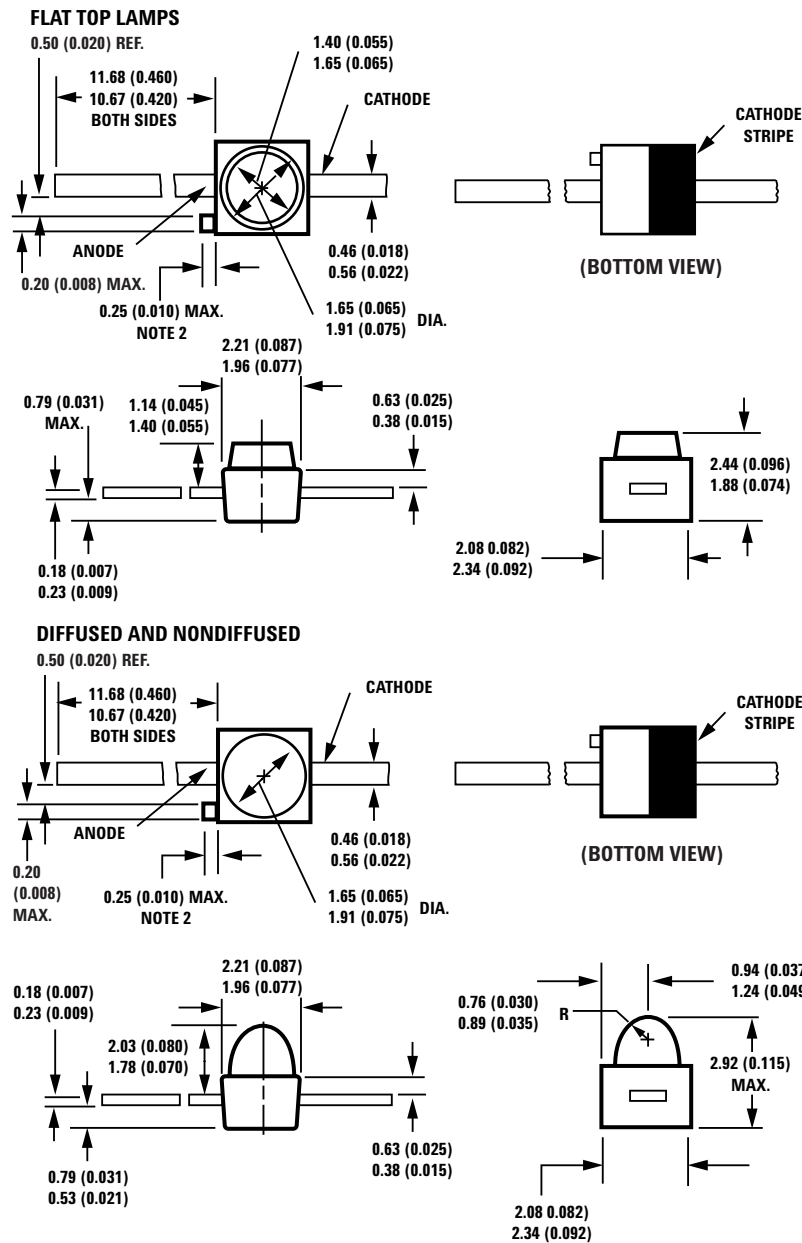 FLAT TOP LAMPS
0.50 (0.020) REF.
11.68 (0.460)
10.67 (0.420)
BOTH SIDES
1.40 (0.055)
1.65 (0.065)
CATHODE
CATHODE
STRIPE
ANODE
0.20 (0.008) MAX.
0.25 (0.010) MAX.
NOTE 2
0.46 (0.018)
0.56 (0.022)
1.65 (0.065)
1.91 (0.075)
DIA.
(BOTTOM VIEW)
0.79 (0.031)
MAX.
1.14 (0.045)
1.40 (0.055)
2.21 (0.087)
1.96 (0.077)
0.63 (0.025)
0.38 (0.015)
0.18 (0.007)
0.23 (0.009)
2.44 (0.096)
1.88 (0.074)
2.08 0.082)
2.34 (0.092)
DIFFUSED AND NONDIFFUSED
0.50 (0.020) REF.
11.68 (0.460)
10.67 (0.420)
BOTH SIDES
CATHODE
CATHODE
STRIPE
ANODE
0.20
(0.008)
MAX.
0.25 (0.010) MAX.
NOTE 2
0.46 (0.018)
0.56 (0.022)
1.65 (0.065)
1.91 (0.075)
DIA.
(BOTTOM VIEW)
0.18 (0.007)
0.23 (0.009)
2.21 (0.087)
1.96 (0.077)
2.03 (0.080)
1.78 (0.070)
0.79 (0.031)
0.53 (0.021)
0.63 (0.025)
0.38 (0.015)
0.76 (0.030)
0.89 (0.035)
R
0.94 (0.037
1.24 (0.049
2.92 (0.115)
MAX.
2.08 0.082)
2.34 (0.092)